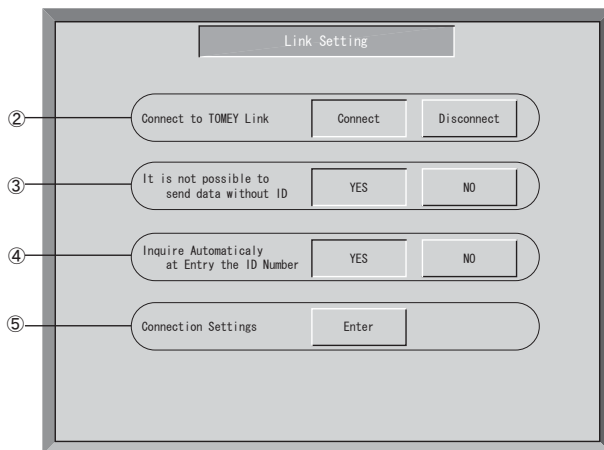 Link Setting
② Connect to TOMEY Link Connect Disconnect
③ It is not possible to
send data without ID YES NO
④ Inquire Automaticaly
at Entry the ID Number YES NO
⑤ Connection Settings Enter